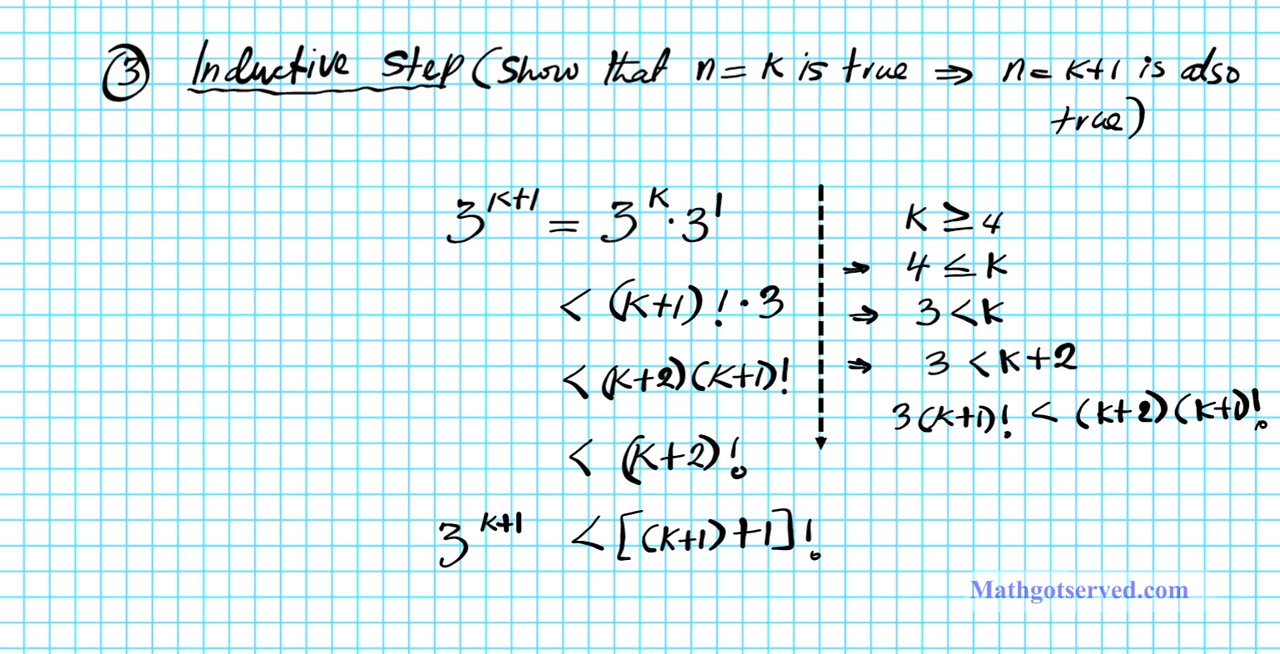 ③ Inductive Step (show that n = k is true ⇒ n = k+1 is also
true)
3^{k+1} = 3^k · 3^1
< (k+1)! · 3
< (k+2)(k+1)!
< (k+2)!
3^{k+1} < [(k+1)+1]!
k ≥ 4
⇒ 4 ≤ k
⇒ 3 < k
⇒ 3 < k+2
3(k+1)! < (k+2)(k+1)!
Mathgotserved.com